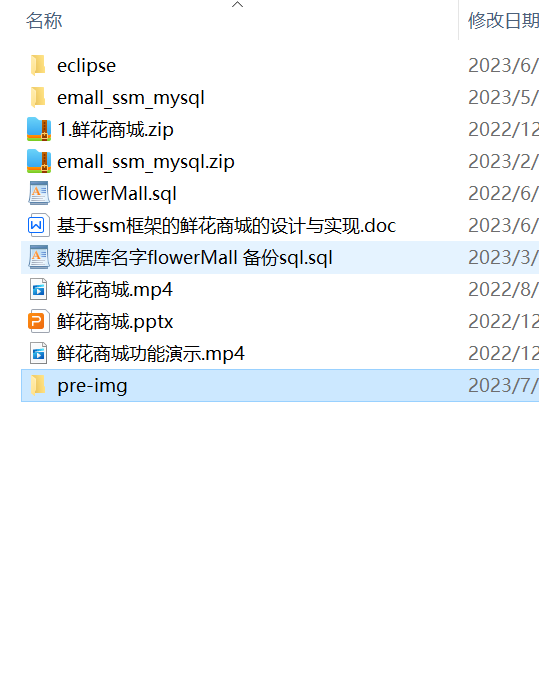 名称 修改日期
eclipse 2023/6/
emall_ssm_mysql 2023/5/
1.鲜花商城.zip 2022/12
emall_ssm_mysql.zip 2023/2/
flowerMall.sql 2022/6/
基于ssm框架的鲜花商城的设计与实现.doc 2023/6/
数据库名字flowerMall 备份sql.sql 2023/3/
鲜花商城.mp4 2022/8/
鲜花商城.pptx 2022/12
鲜花商城功能演示.mp4 2022/12
pre-img 2023/7/